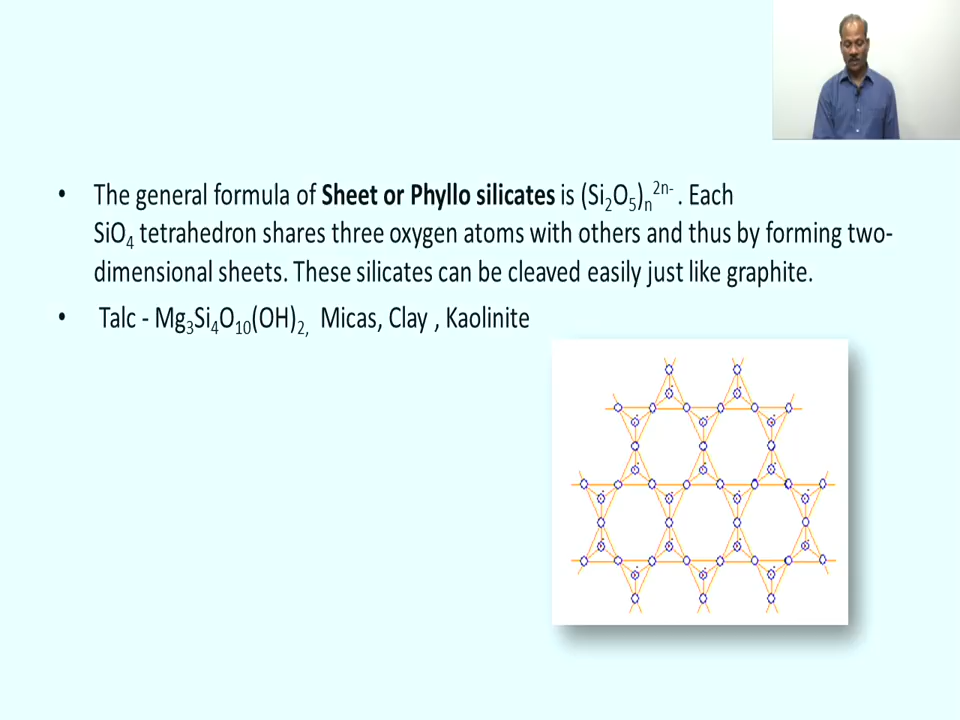 • The general formula of Sheet or Phyllo silicates is (Si₂O₅)ₙ²ⁿ⁻ . Each
SiO₄ tetrahedron shares three oxygen atoms with others and thus by forming two-
dimensional sheets. These silicates can be cleaved easily just like graphite.
• Talc - Mg₃Si₄O₁₀(OH)₂, Micas, Clay , Kaolinite